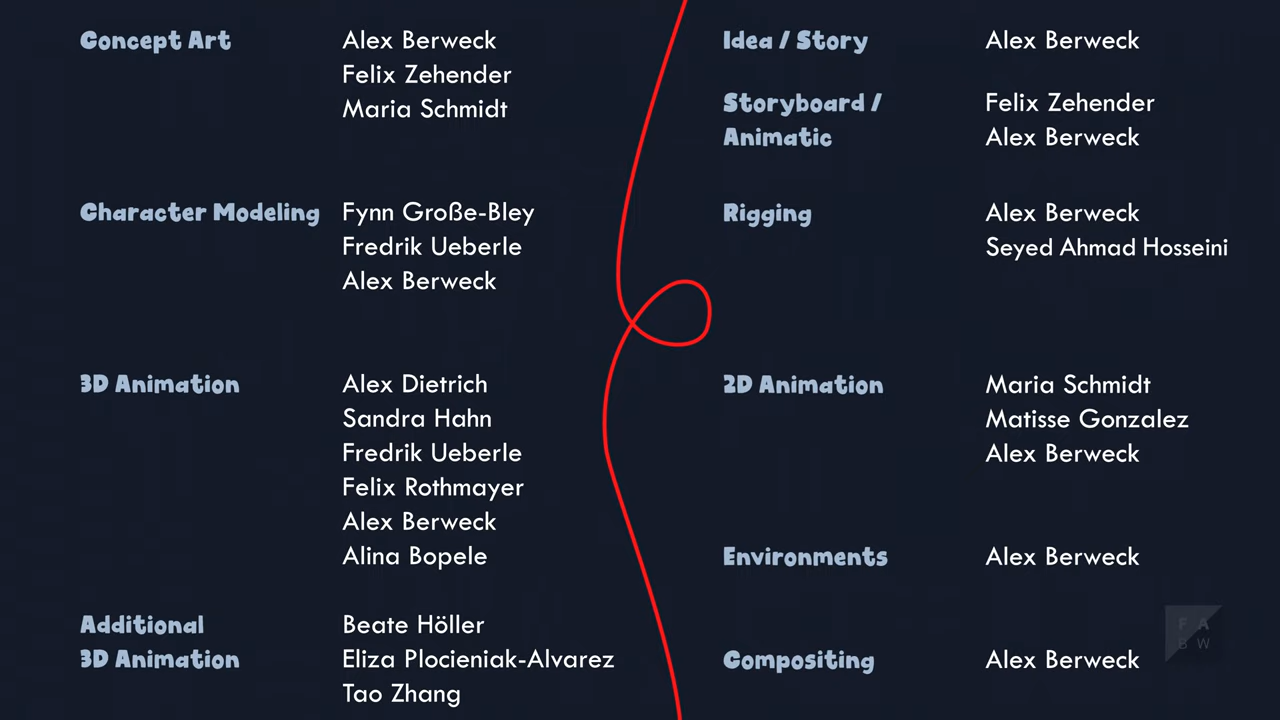 Concept Art
Alex Berweck
Felix Zehender
Maria Schmidt
Character Modeling
Fynn Große-Bley
Fredrik Ueberle
Alex Berweck
3D Animation
Alex Dietrich
Sandra Hahn
Fredrik Ueberle
Felix Rothmayer
Alex Berweck
Alina Bopele
Additional
3D Animation
Beate Höller
Eliza Plocieniak-Alvarez
Tao Zhang
Idea / Story
Alex Berweck
Storyboard /
Animatic
Felix Zehender
Alex Berweck
Rigging
Alex Berweck
Seyed Ahmad Hosseini
2D Animation
Maria Schmidt
Matisse Gonzalez
Alex Berweck
Environments
Alex Berweck
Compositing
Alex Berweck
FA
BW